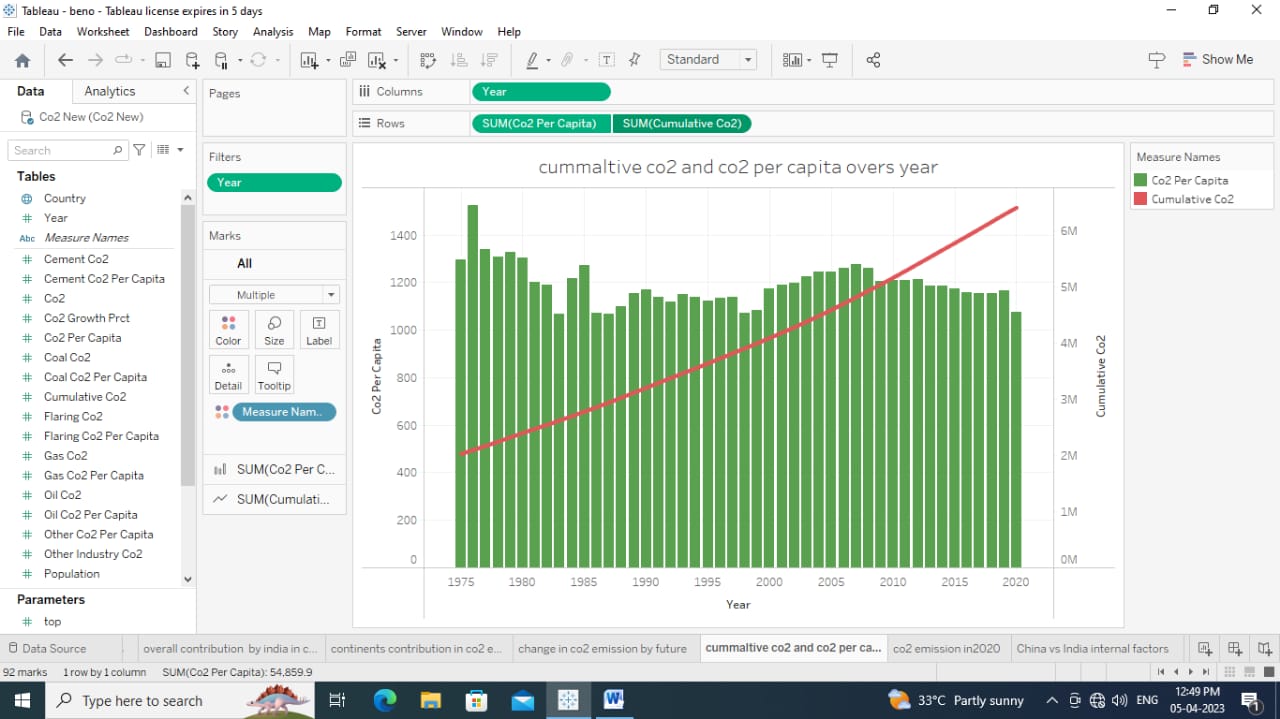 Tableau - beno - Tableau license expires in 5 days
File Data Worksheet Dashboard Story Analysis Map Format Server Window Help
Standard
Show Me
Data Analytics
Co2 New (Co2 New)
Search
Tables
Country
Year
Abc Measure Names
Cement Co2
Cement Co2 Per Capita
Co2
Co2 Growth Prct
Co2 Per Capita
Coal Co2
Coal Co2 Per Capita
Cumulative Co2
Flaring Co2
Flaring Co2 Per Capita
Gas Co2
Gas Co2 Per Capita
Oil Co2
Oil Co2 Per Capita
Other Co2 Per Capita
Other Industry Co2
Population
Parameters
top
Pages
Filters
Year
Marks
All
Multiple
Color Size Label
Detail Tooltip
Measure Nam..
SUM(Co2 Per C...
SUM(Cumulati...
Columns Year
Rows SUM(Co2 Per Capita) SUM(Cumulative Co2)
cummaltive co2 and co2 per capita overs year
Co2 Per Capita
1400
1200
1000
800
600
400
200
0
6M
5M
4M
3M
2M
1M
0M
Cumulative Co2
1975 1980 1985 1990 1995 2000 2005 2010 2015 2020
Year
Measure Names
Co2 Per Capita
Cumulative Co2
Data Source overall contribution by india in c... continents contribution in co2 e... change in co2 emission by future cummaltive co2 and co2 per ca... co2 emission in2020 China vs India internal factors
92 marks 1 row by 1 column SUM(Co2 Per Capita): 54,859.9
Type here to search
W
33°C Partly sunny
ENG
12:49 PM
05-04-2023
1